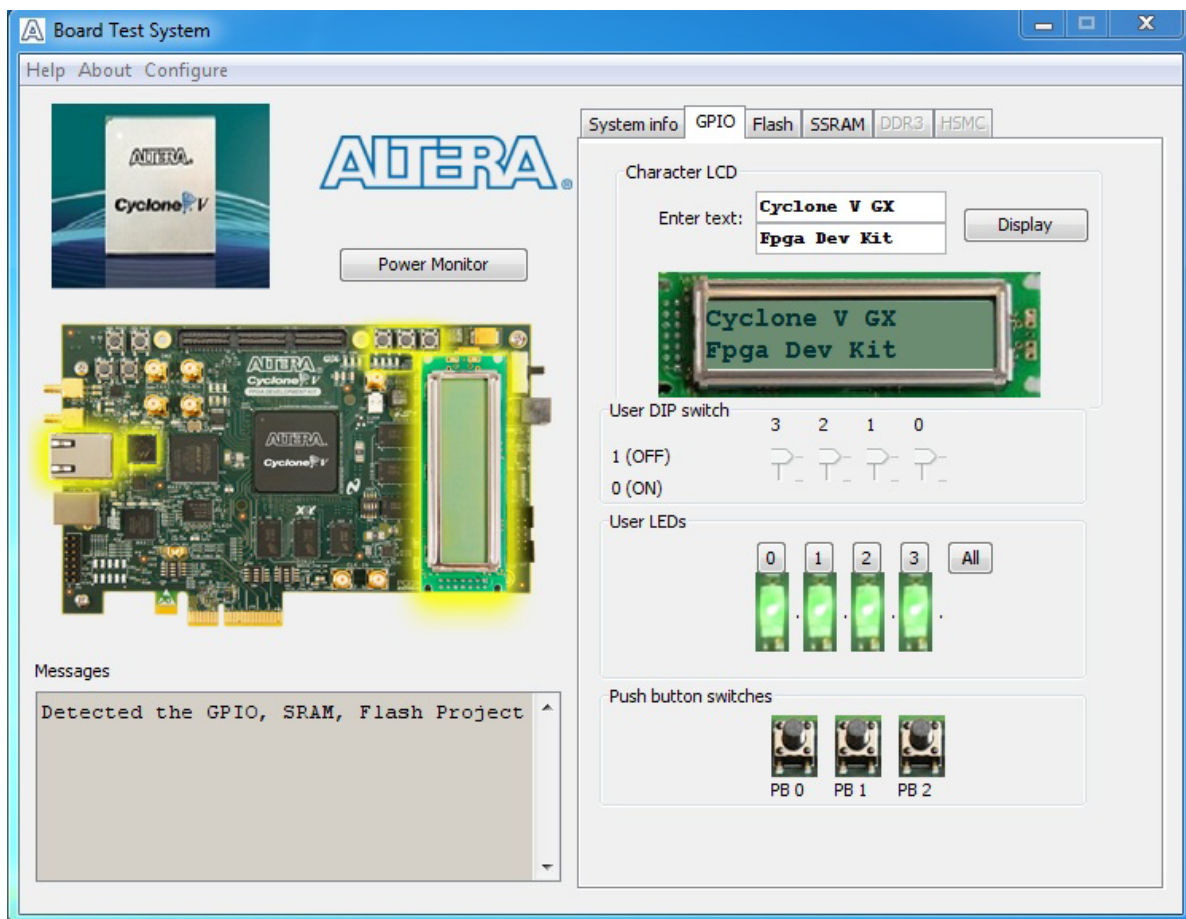 Board Test System
Help About Configure
ALTERA.
Cyclone V
ALTERA®
Power Monitor
ALTERA
Cyclone V
FPGA DEVELOPMENT KIT
ALTERA.
Cyclone V
Messages
Detected the GPIO, SRAM, Flash Project
System info GPIO Flash SSRAM DDR3 HSMC
Character LCD
Enter text:
Cyclone V GX
Fpga Dev Kit
Display
Cyclone V GX
Fpga Dev Kit
User DIP switch
3 2 1 0
1 (OFF)
0 (ON)
User LEDs
0 1 2 3 All
Push button switches
PB 0 PB 1 PB 2